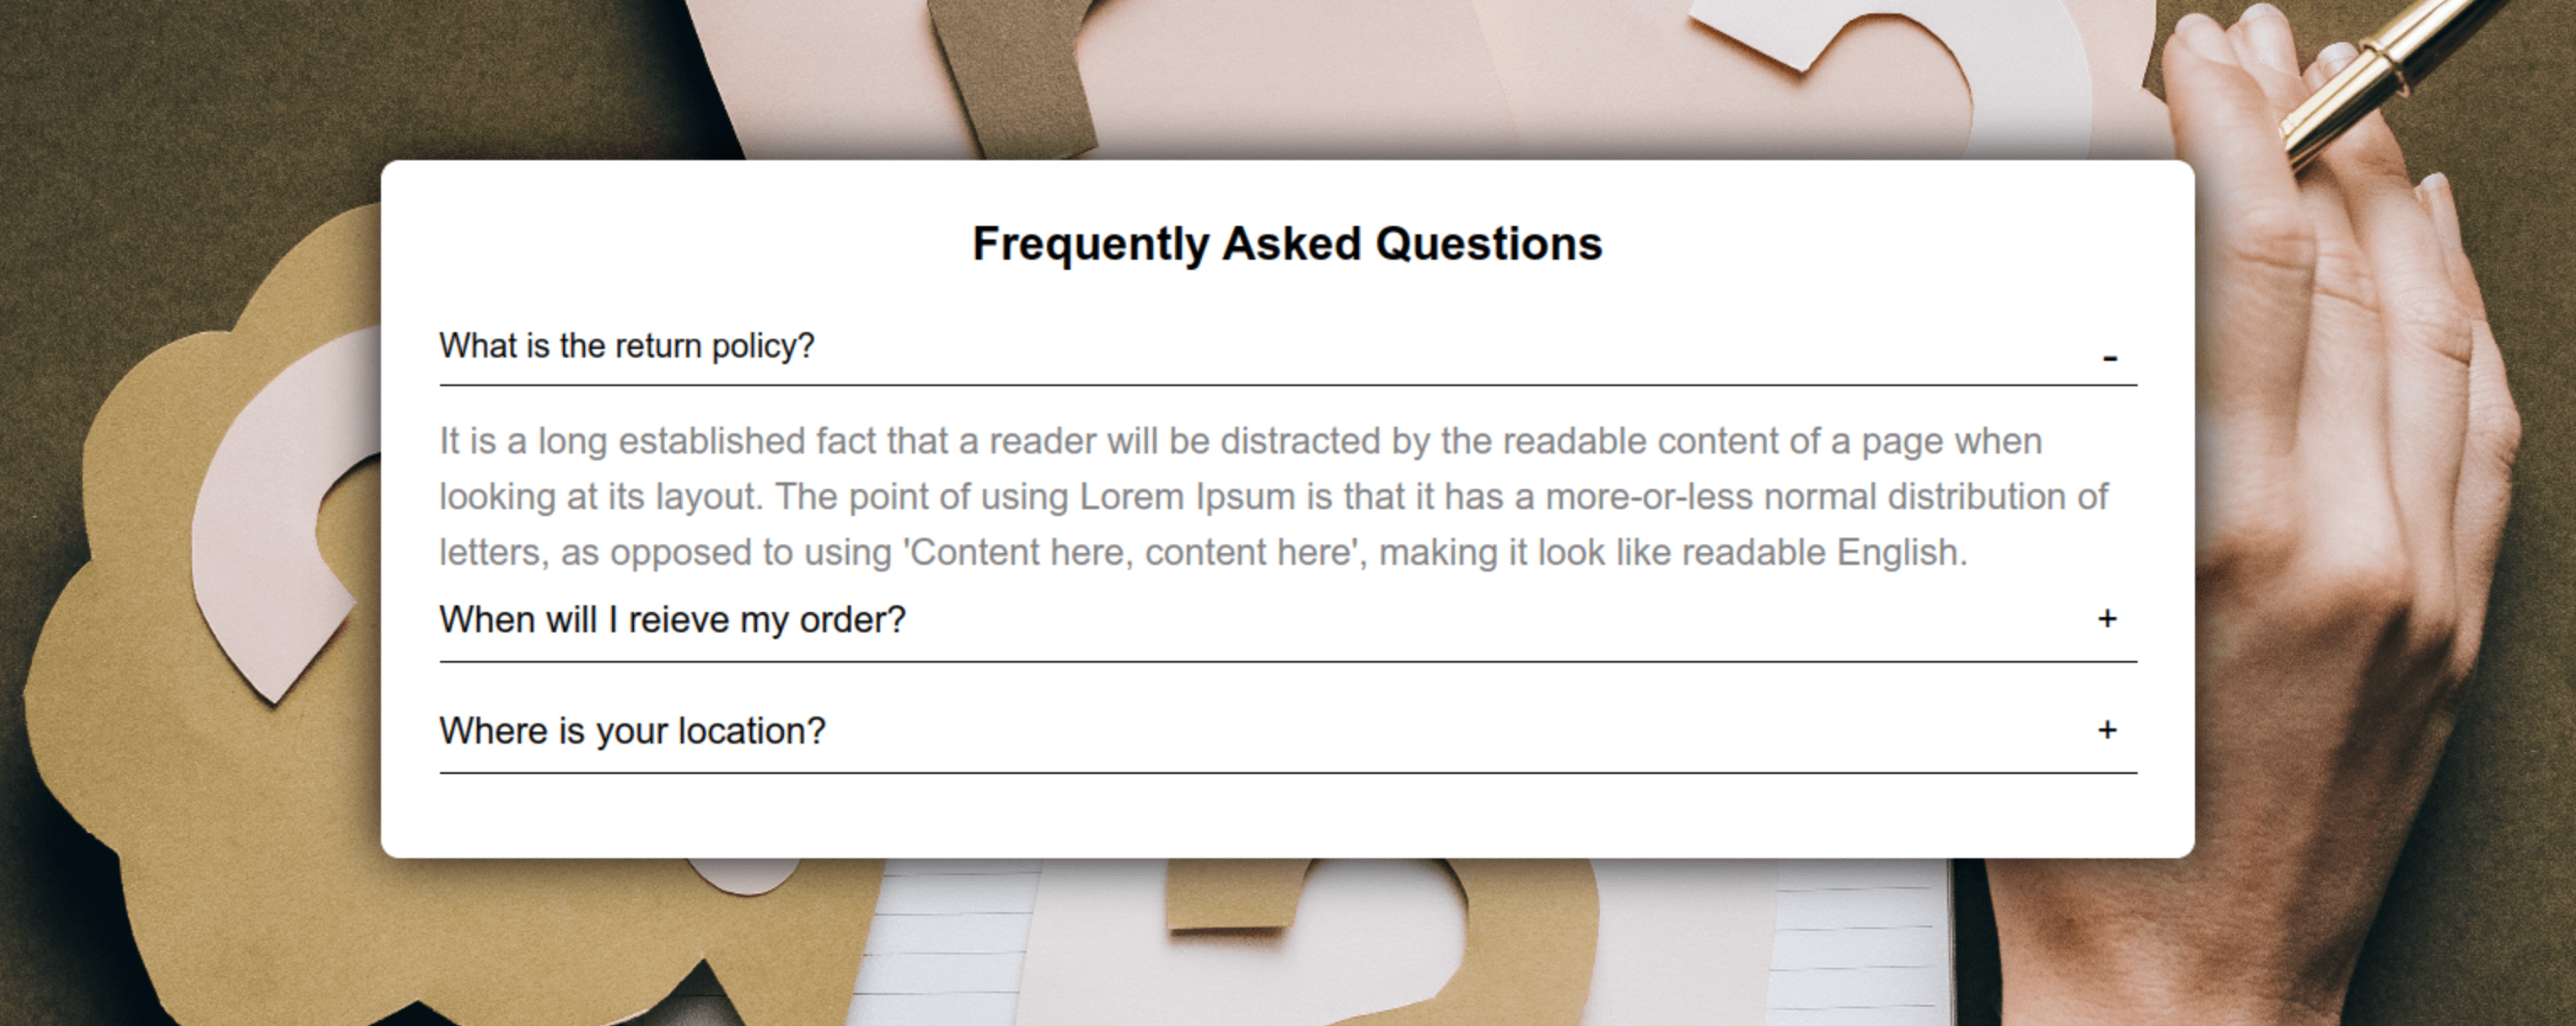 Frequently Asked Questions
What is the return policy? -
It is a long established fact that a reader will be distracted by the readable content of a page when
looking at its layout. The point of using Lorem Ipsum is that it has a more-or-less normal distribution of
letters, as opposed to using 'Content here, content here', making it look like readable English.
When will I reieve my order? +
Where is your location? +